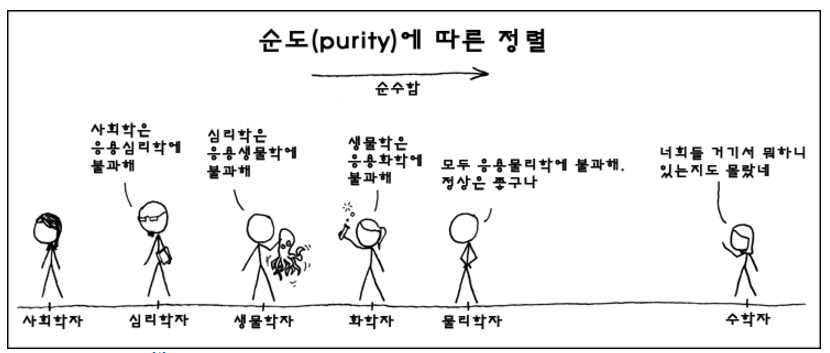 순도(purity)에 따른 정렬
순수함
사회학은
응용심리학에
불과해
심리학은
응용생물학에
불과해
생물학은
응용화학에
불과해
모두 응용물리학에 불과해.
정상은 좋구나
너희들 거기서 뭐하니
있는지도 몰랐네
사회학자
심리학자
생물학자
화학자
물리학자
수학자